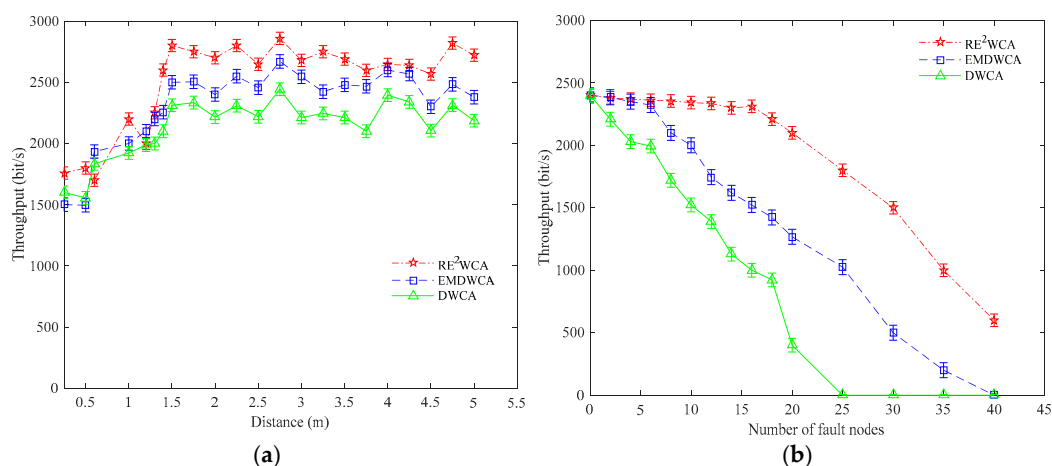 3000
2500
2000
1500
1000
500
0
Throughput (bit/s)
RE²WCA
EMDWCA
DWCA
0.5 1 1.5 2 2.5 3 3.5 4 4.5 5 5.5
Distance (m)
(a)
3000
2500
2000
1500
1000
500
0
Throughput (bit/s)
RE²WCA
EMDWCA
DWCA
0 5 10 15 20 25 30 35 40 45
Number of fault nodes
(b)